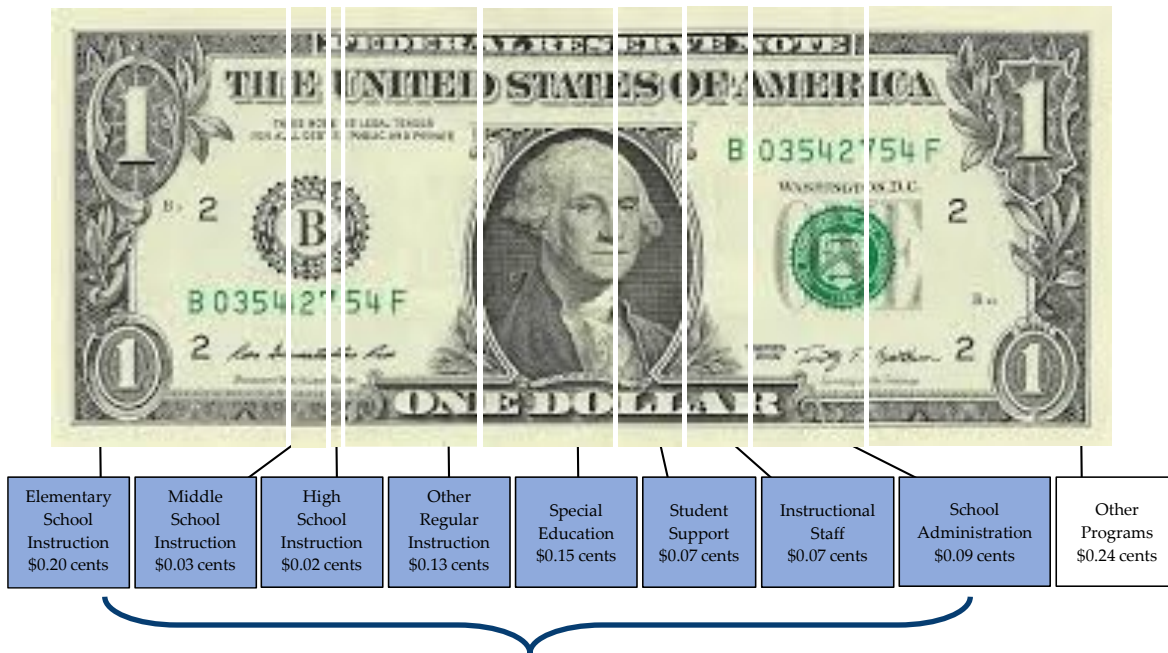 FEDERAL RESERVE NOTE
THE UNITED STATES OF AMERICA
1
1
B 03542754 F
WASHINGTON, D.C.
2
2
B
B 03542754 F
2
2
1
1
ONE DOLLAR
Elementary
School
Instruction
$0.20 cents
Middle
School
Instruction
$0.03 cents
High
School
Instruction
$0.02 cents
Other
Regular
Instruction
$0.13 cents
Special
Education
$0.15 cents
Student
Support
$0.07 cents
Instructional
Staff
$0.07 cents
School
Administration
$0.09 cents
Other
Programs
$0.24 cents